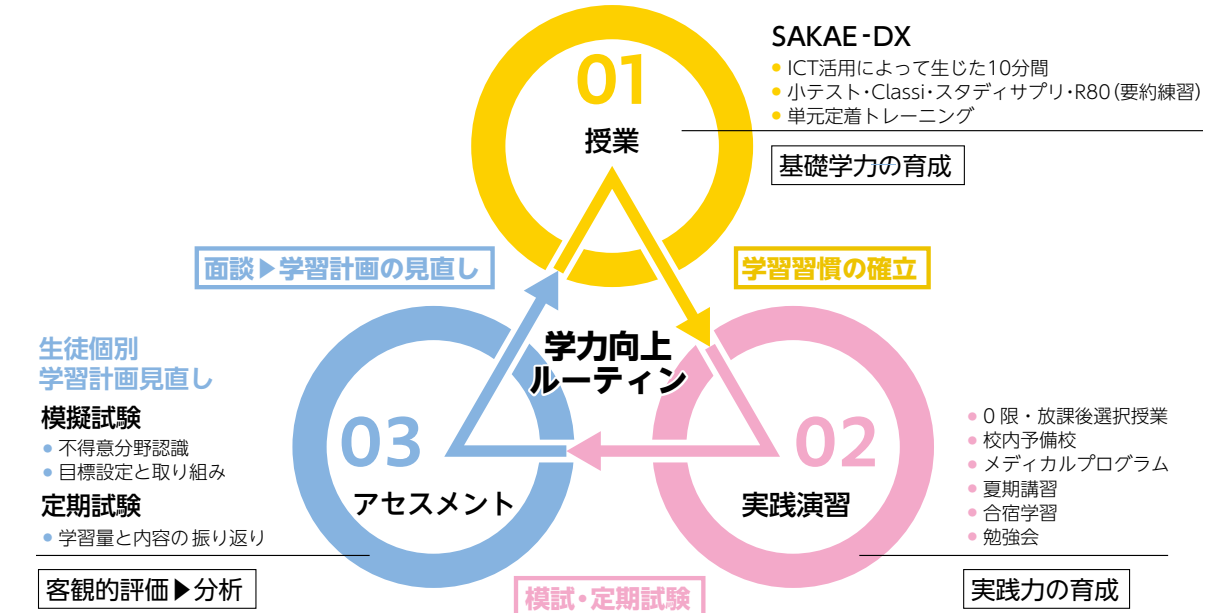 01
授業
SAKAE-DX
• ICT活用によって生じた10分間
• 小テスト・Classi・スタディサプリ・R80(要約練習)
• 単元定着トレーニング
基礎学力の育成
面談▶学習計画の見直し
学習習慣の確立
学力向上
ルーティン
生徒個別
学習計画見直し
模擬試験
• 不得意分野認識
• 目標設定と取り組み
定期試験
• 学習量と内容の振り返り
客観的評価▶分析
03
アセスメント
02
実践演習
• 0限・放課後選択授業
• 校内予備校
• メディカルプログラム
• 夏期講習
• 合宿学習
• 勉強会
実践力の育成
模試・定期試験